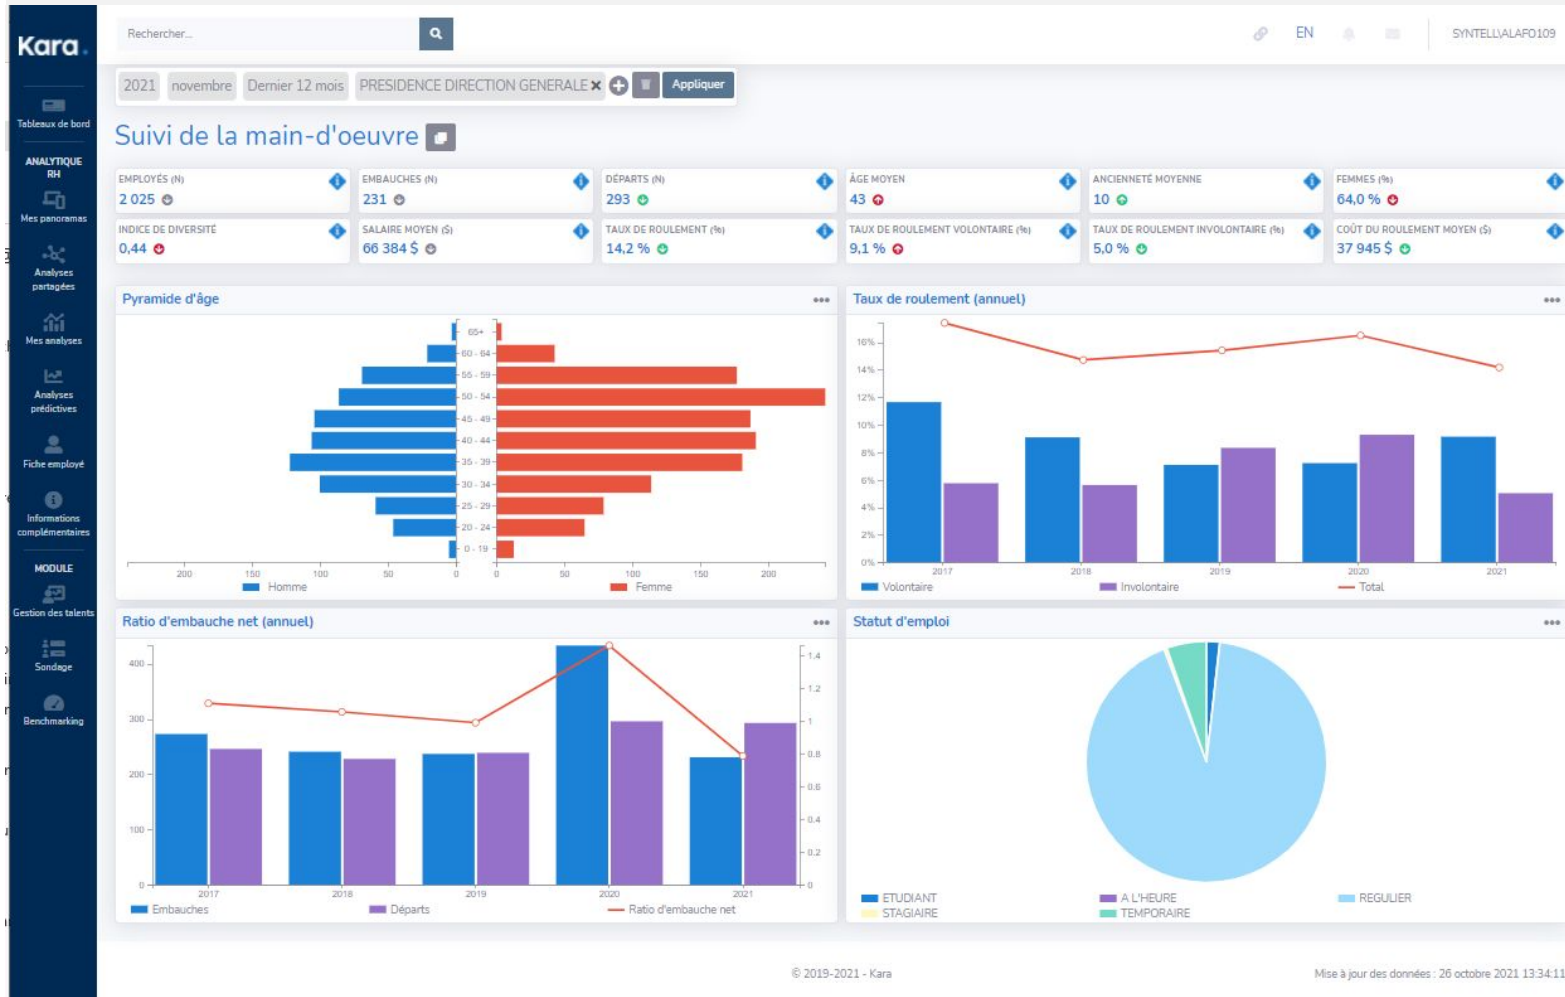 Kara.
Rechercher...
EN
SYNTELL\ALAFO109
Tableaux de bord
ANALYTIQUE
RH
Mes panoramas
Analyses
partagées
Mes analyses
Analyses
prédictives
Fiche employé
Informations
complémentaires
MODULE
Gestion des talents
Sondage
Benchmarking
2021 novembre Dernier 12 mois PRESIDENCE DIRECTION GENERALE Appliquer
Suivi de la main-d'oeuvre
EMPLOYÉS (N)
2 025
EMBAUCHES (N)
231
DÉPARTS (N)
293
ÂGE MOYEN
43
ANCIENNETÉ MOYENNE
10
FEMMES (%)
64,0 %
INDICE DE DIVERSITÉ
0,44
SALAIRE MOYEN ($)
66 384 $
TAUX DE ROULEMENT (%)
14,2 %
TAUX DE ROULEMENT VOLONTAIRE (%)
9,1 %
TAUX DE ROULEMENT INVOLONTAIRE (%)
5,0 %
COÛT DU ROULEMENT MOYEN ($)
37 945 $
Pyramide d'âge
65+
60 - 64
55 - 59
50 - 54
45 - 49
40 - 44
35 - 39
30 - 34
25 - 29
20 - 24
0 - 19
200 150 100 50 0 0 50 100 150 200
Homme Femme
Taux de roulement (annuel)
16%
14%
12%
10%
8%
6%
4%
2%
0%
2017 2018 2019 2020 2021
Volontaire Involontaire Total
Ratio d'embauche net (annuel)
400
300
200
100
0
1.4
1.2
1
0.8
0.6
0.4
0.2
0
2017 2018 2019 2020 2021
Embauches Départs Ratio d'embauche net
Statut d'emploi
ETUDIANT A L'HEURE REGULIER
STAGIAIRE TEMPORAIRE
© 2019-2021 - Kara
Mise à jour des données : 26 octobre 2021 13:34:11